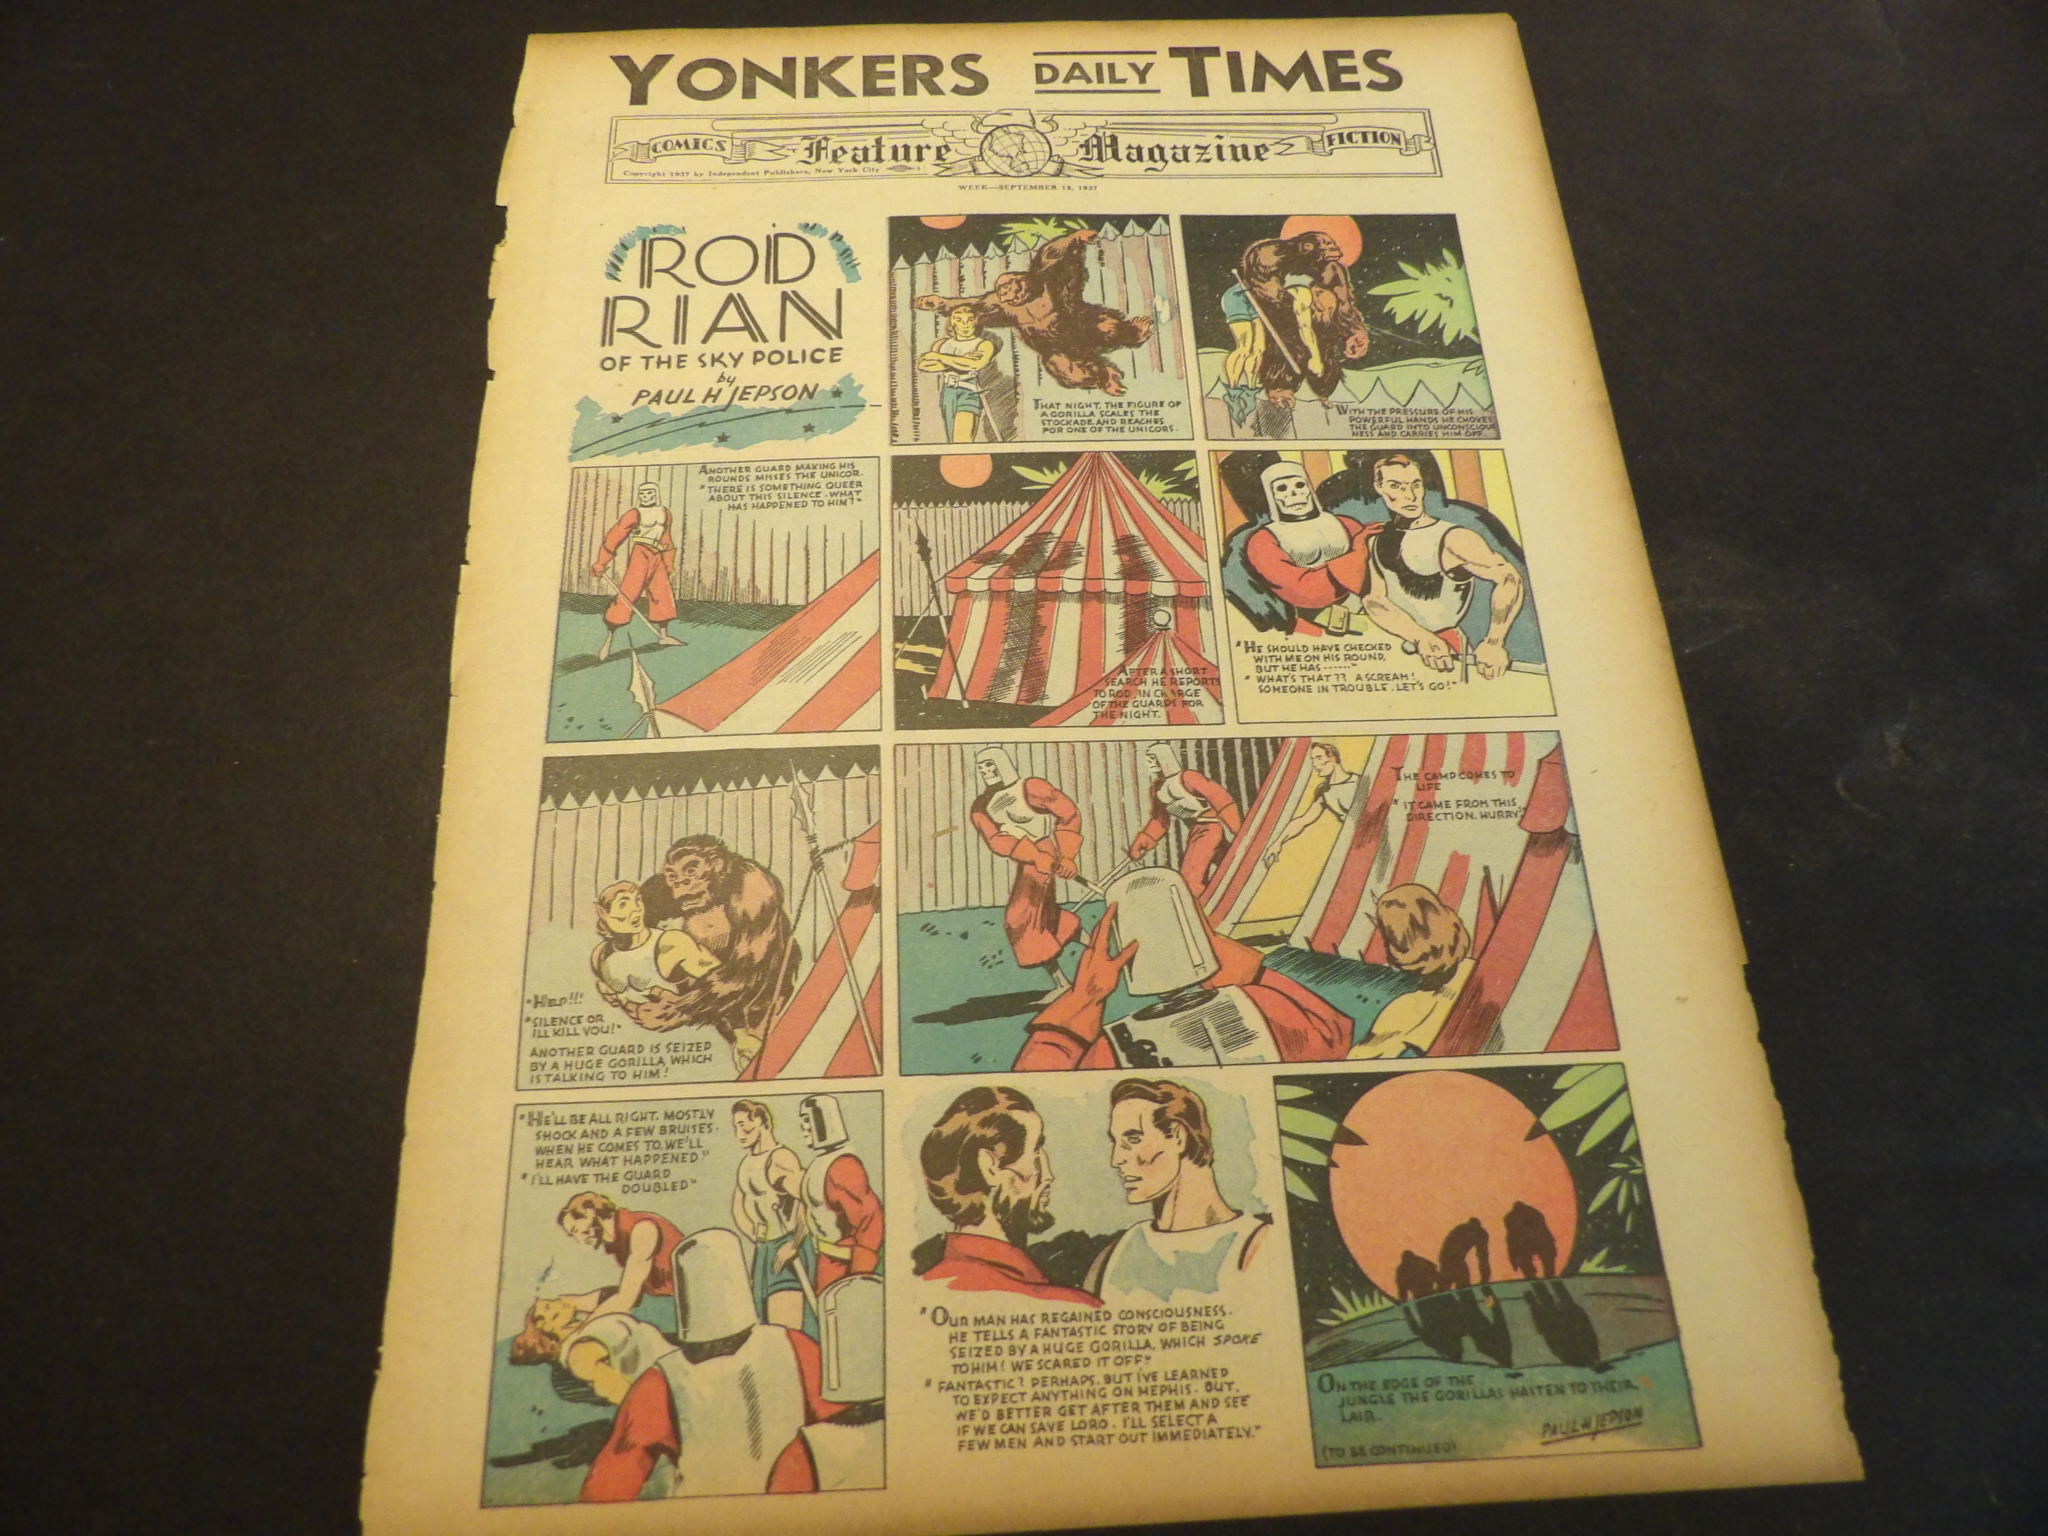 YONKERS DAILY TIMES
COMICS Feature Magazine FICTION
Copyright 1937 by Independent Publishers, New York City
WEEK—SEPTEMBER 12, 1937
ROD
RIAN
OF THE SKY POLICE
by
PAUL H JEPSON
THAT NIGHT, THE FIGURE OF
A GORILLA SCALES THE
STOCKADE AND REACHES
FOR ONE OF THE UNICORS.
WITH THE PRESSURE OF HIS
POWERFUL HANDS HE CHOKES
THE GUARD INTO UNCONSCIOUS
NESS AND CARRIES HIM OFF.
ANOTHER GUARD MAKING HIS
ROUNDS MISSES THE UNICOR.
"THERE IS SOMETHING QUEER
ABOUT THIS SILENCE. WHAT
HAS HAPPENED TO HIM?"
AFTER A SHORT
SEARCH HE REPORTS
TO ROD, IN CHARGE
OF THE GUARDS FOR
THE NIGHT.
"HE SHOULD HAVE CHECKED
WITH ME ON HIS ROUND,
BUT HE HAS ------"
"WHAT'S THAT?? A SCREAM!
SOMEONE IN TROUBLE. LET'S GO!"
"HELP!!!
"SILENCE OR
ILL KILL YOU!"
ANOTHER GUARD IS SEIZED
BY A HUGE GORILLA, WHICH
IS TALKING TO HIM!
THE CAMP COMES TO
LIFE
"IT CAME FROM THIS
DIRECTION. HURRY!"
"HE'LL BE ALL RIGHT. MOSTLY
SHOCK AND A FEW BRUISES.
WHEN HE COMES TO, WE'LL
HEAR WHAT HAPPENED."
"I'LL HAVE THE GUARD
DOUBLED"
"OUR MAN HAS REGAINED CONSCIOUSNESS.
HE TELLS A FANTASTIC STORY OF BEING
SEIZED BY A HUGE GORILLA, WHICH SPOKE
TO HIM! WE SCARED IT OFF."
"FANTASTIC? PERHAPS, BUT I'VE LEARNED
TO EXPECT ANYTHING ON MEPHIS. BUT,
WE'D BETTER GET AFTER THEM AND SEE
IF WE CAN SAVE LORO. I'LL SELECT A
FEW MEN AND START OUT IMMEDIATELY."
ON THE EDGE OF THE
JUNGLE THE GORILLAS HASTEN TO THEIR
LAIR.
PAUL H JEPSON
(TO BE CONTINUED)